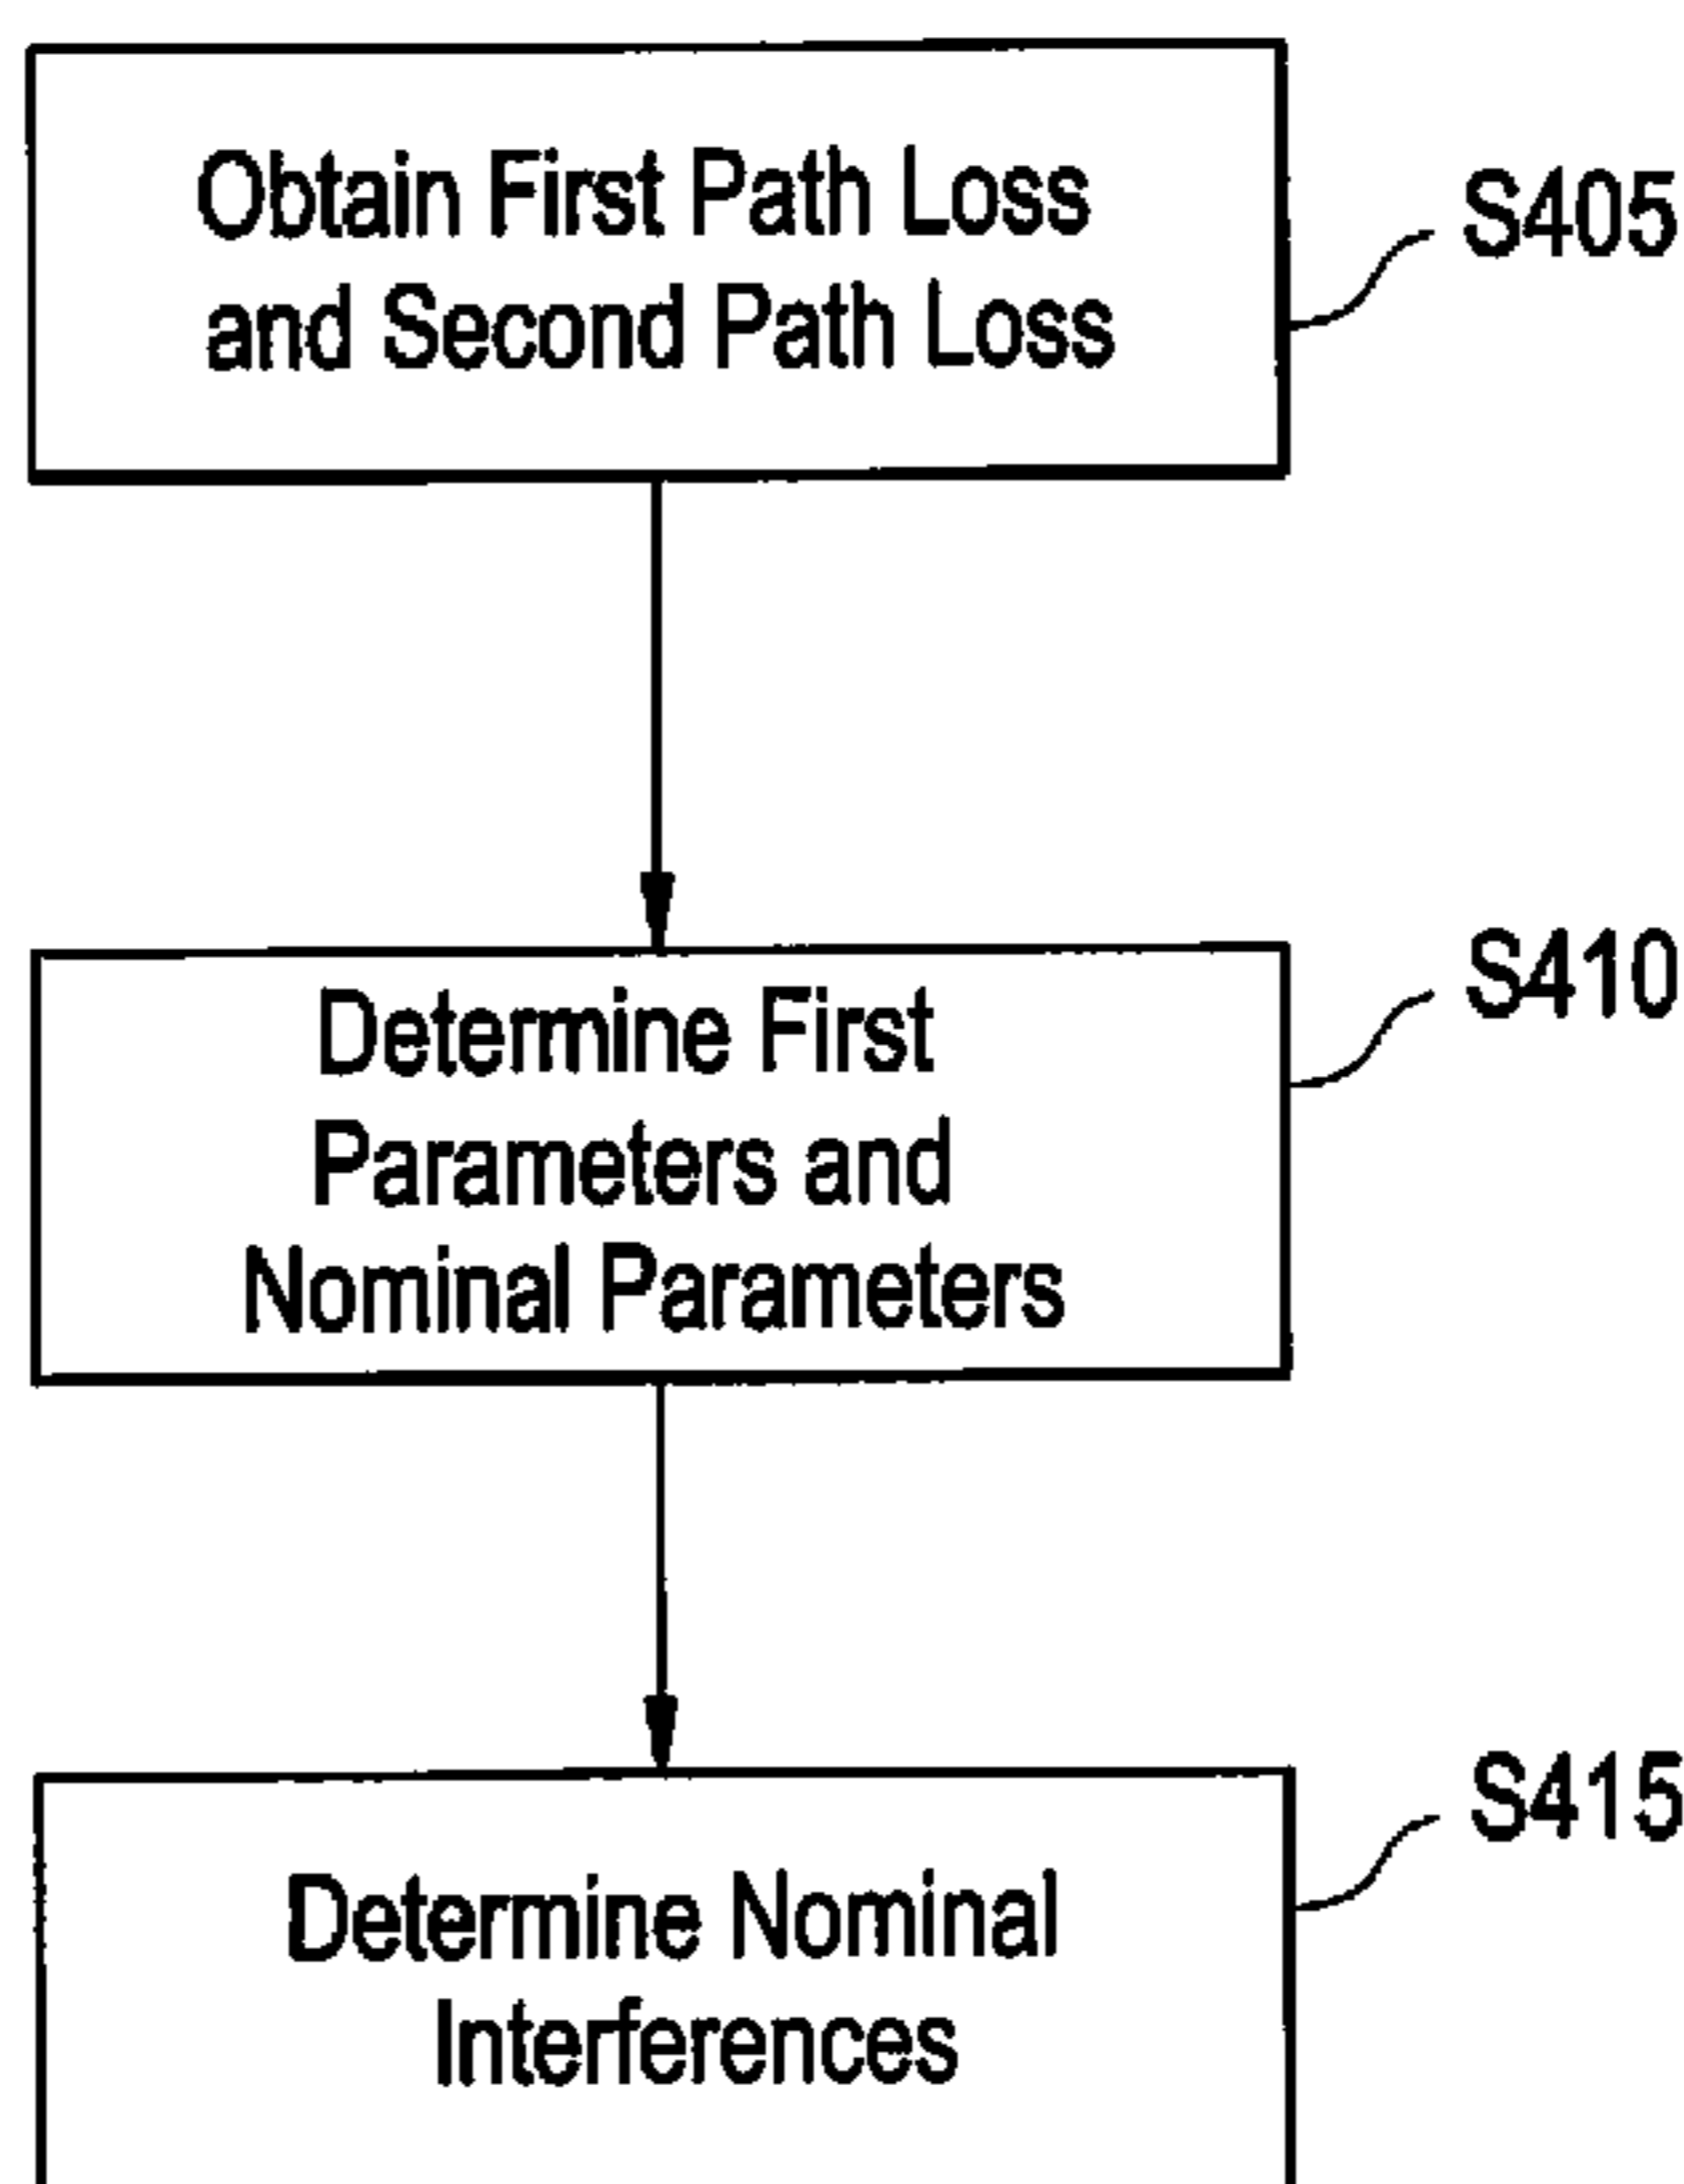 Obtain First Path Loss
and Second Path Loss
S405
Determine First
Parameters and
Nominal Parameters
S410
Determine Nominal
Interferences
S415